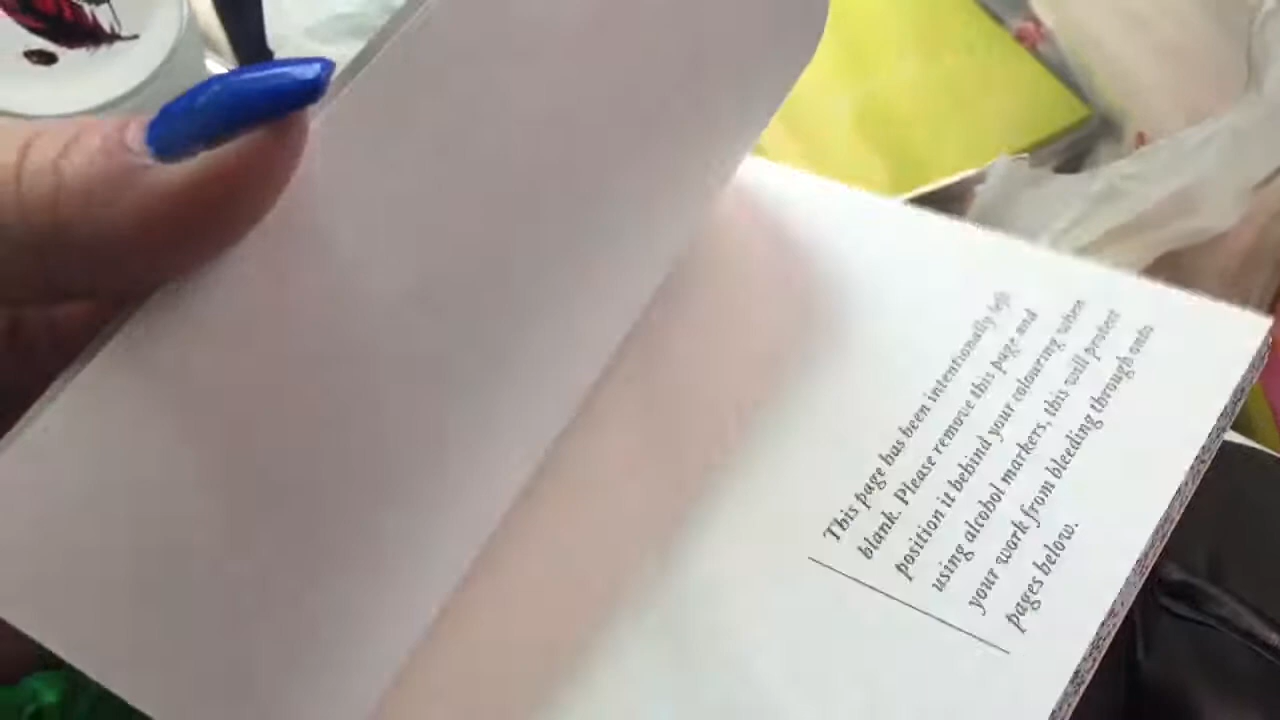 This page has been intentionally left
blank. Please remove this page and
position it behind your colouring when
using alcohol markers, this will protect
your work from bleeding through onto
pages below.